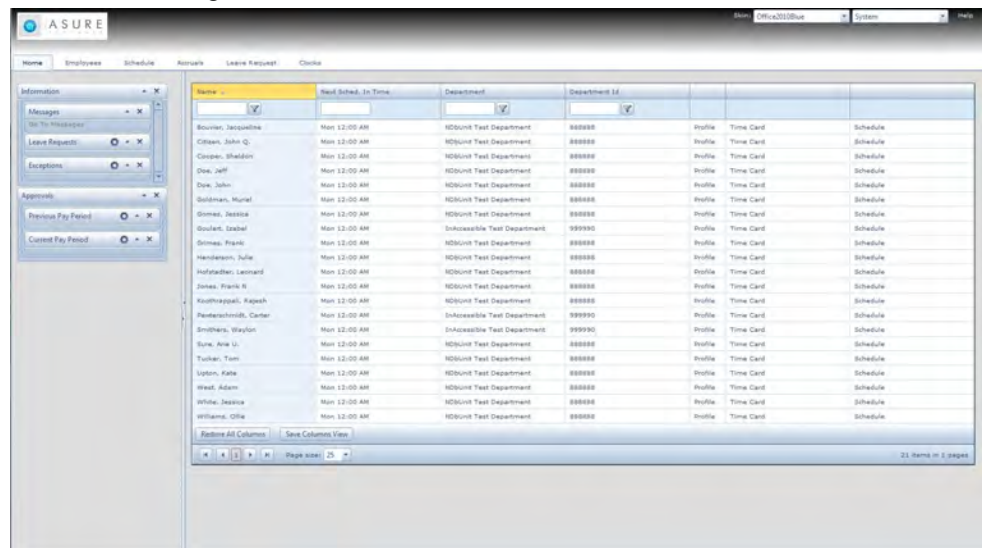 ASURE
Skin: Office2010Blue System Help
Home Employees Schedule Accruals Leave Request Clocks
Information
Messages
Go To Messages
Leave Requests
Exceptions
Approvals
Previous Pay Period
Current Pay Period
Name Next Sched. In Time Department Department Id
Bouvier, Jacqueline Mon 12:00 AM NDbUnit Test Department 888888 Profile Time Card Schedule
Citizen, John Q. Mon 12:00 AM NDbUnit Test Department 888888 Profile Time Card Schedule
Cooper, Sheldon Mon 12:00 AM NDbUnit Test Department 888888 Profile Time Card Schedule
Doe, Jeff Mon 12:00 AM NDbUnit Test Department 888888 Profile Time Card Schedule
Doe, John Mon 12:00 AM NDbUnit Test Department 888888 Profile Time Card Schedule
Goldman, Muriel Mon 12:00 AM NDbUnit Test Department 888888 Profile Time Card Schedule
Jessica Mon 12:00 AM NDbUnit Test Department 888888 Profile Time Card Schedule
Goulert, Izabel Mon 12:00 AM InAccessible Test Department 999990 Profile Time Card Schedule
Grimes, Frank Mon 12:00 AM NDbUnit Test Department 888888 Profile Time Card Schedule
Henderson, Julie Mon 12:00 AM NDbUnit Test Department 888888 Profile Time Card Schedule
Hofstadter, Leonard Mon 12:00 AM NDbUnit Test Department 888888 Profile Time Card Schedule
Jones, Frank N Mon 12:00 AM NDbUnit Test Department 888888 Profile Time Card Schedule
Koothrappali, Rajesh Mon 12:00 AM NDbUnit Test Department 888888 Profile Time Card Schedule
Pewterschmidt, Carter Mon 12:00 AM InAccessible Test Department 999990 Profile Time Card Schedule
Smithers, Waylon Mon 12:00 AM InAccessible Test Department 999990 Profile Time Card Schedule
Sure, Ane U. Mon 12:00 AM NDbUnit Test Department 888888 Profile Time Card Schedule
Tucker, Tom Mon 12:00 AM NDbUnit Test Department 888888 Profile Time Card Schedule
Upton, Kate Mon 12:00 AM NDbUnit Test Department 888888 Profile Time Card Schedule
West, Adam Mon 12:00 AM NDbUnit Test Department 888888 Profile Time Card Schedule
White, Jessica Mon 12:00 AM NDbUnit Test Department 888888 Profile Time Card Schedule
Williams, Ollie Mon 12:00 AM NDbUnit Test Department 888888 Profile Time Card Schedule
Restore All Columns Save Columns View
1 Page size: 25 21 items in 1 pages